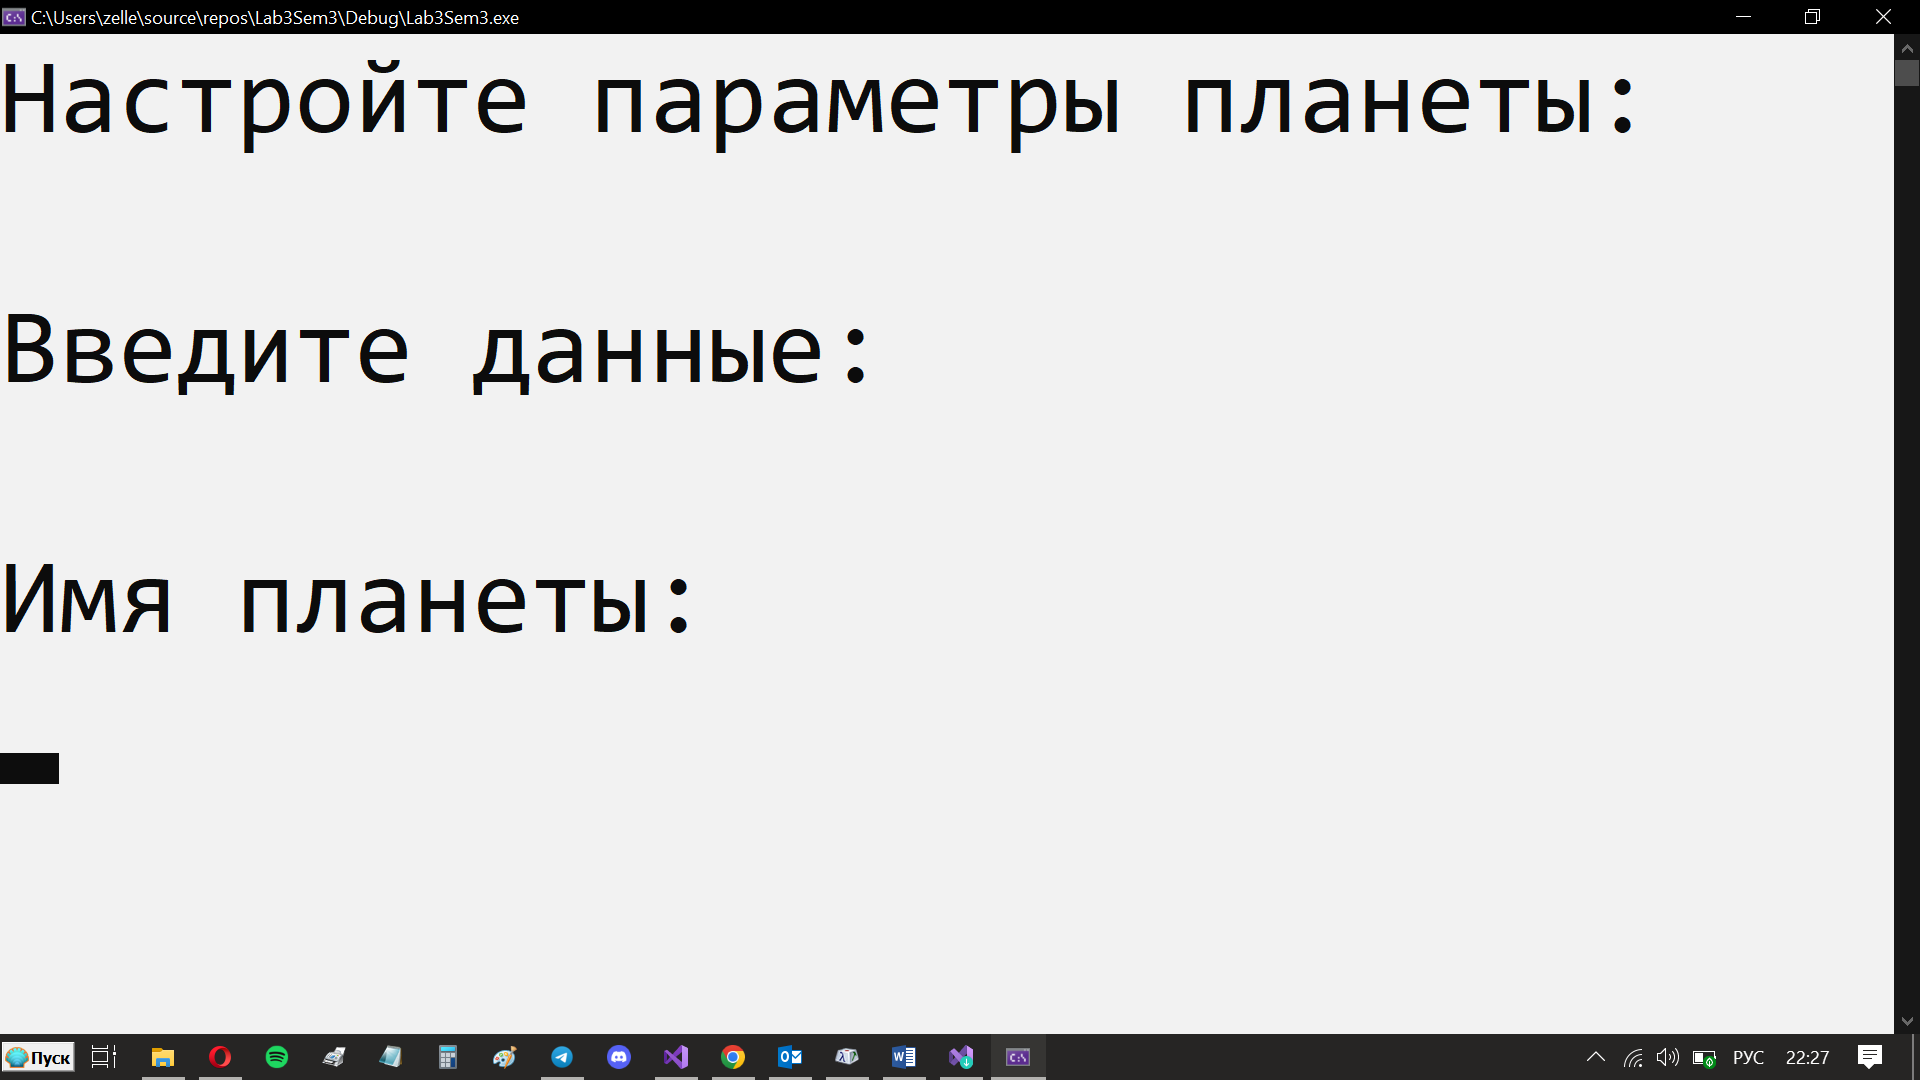 C:\Users\zelle\source\repos\Lab3Sem3\Debug\Lab3Sem3.exe
Настройте параметры планеты:
Введите данные:
Имя планеты:
Пуск
РУС
22:27